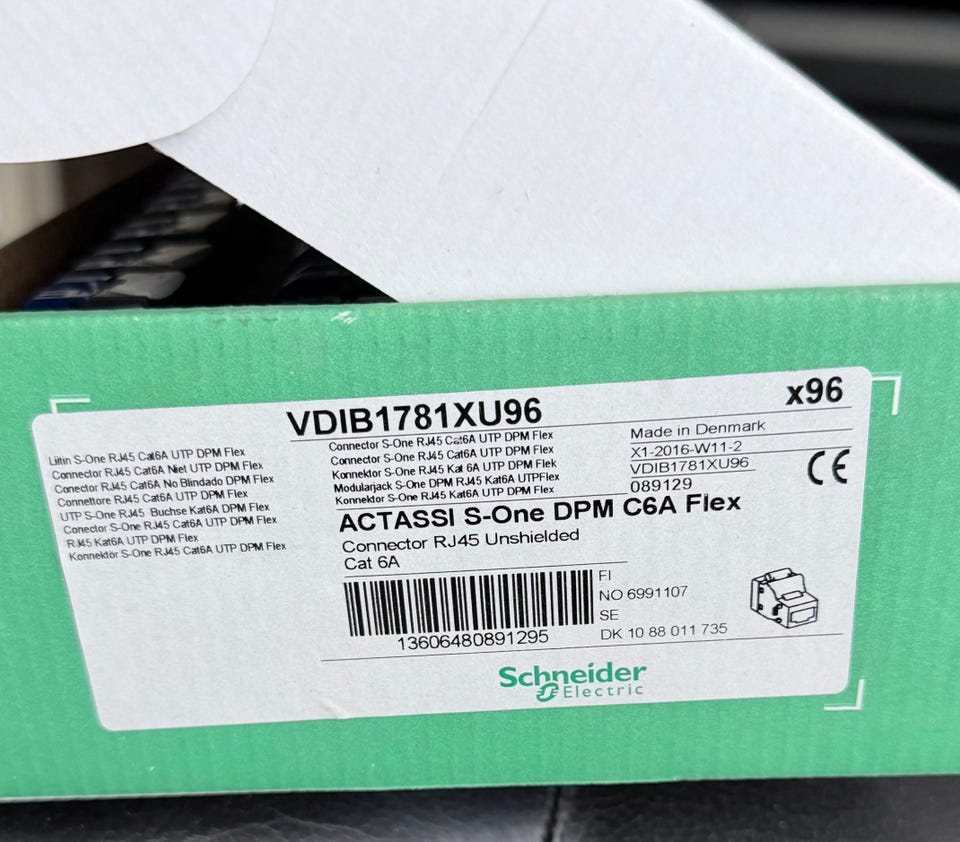 VDIB1781XU96
x96
Liitin S-One RJ45 Cat6A UTP DPM Flex
Connector RJ45 Cat6A Niet UTP DPM Flex
Conector RJ45 Cat6A No Blindado DPM Flex
Connettore RJ45 Cat6A UTP DPM Flex
UTP S-One RJ45 Buchse Kat6A DPM Flex
Conector S-One RJ45 Cat6A UTP DPM Flex
RJ45 Kat6A UTP DPM Flex
Konnektör S-One RJ45 Cat6A UTP DPM Flex
Connector S-One RJ45 Cat6A UTP DPM Flex
Connector S-One RJ45 Cat6A UTP DPM Flex
Konnektor S-One RJ45 Kat 6A UTP DPM Flek
Modularjack S-One DPM RJ45 Kat6A UTPFlex
Konnektor S-One RJ45 Kat6A UTP DPM Flex
Made in Denmark
X1-2016-W11-2
VDIB1781XU96
089129
CE
ACTASSI S-One DPM C6A Flex
Connector RJ45 Unshielded
Cat 6A
13606480891295
FI
NO 6991107
SE
DK 10 88 011 735
Schneider
Electric